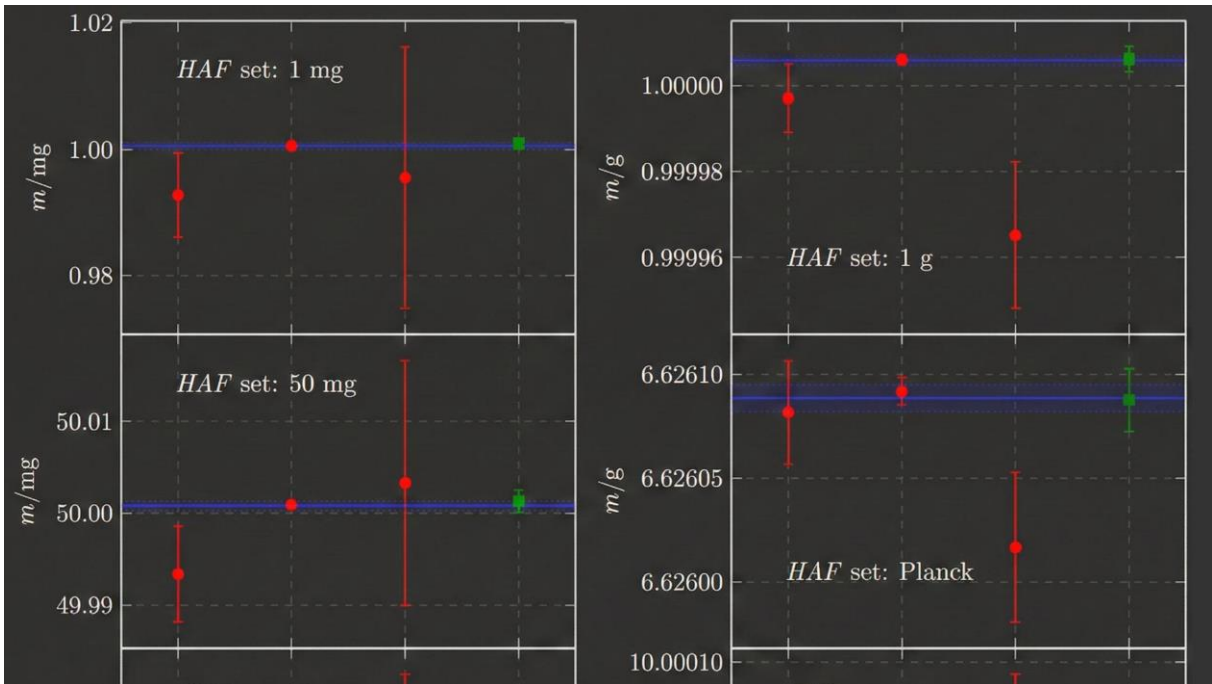 1.02
HAF set: 1 mg
1.00
m/mg
0.98
HAF set: 50 mg
50.01
m/mg
50.00
49.99
1.00000
m/g
0.99998
0.99996
HAF set: 1 g
6.62610
m/g
6.62605
HAF set: Planck
6.62600
10.00010